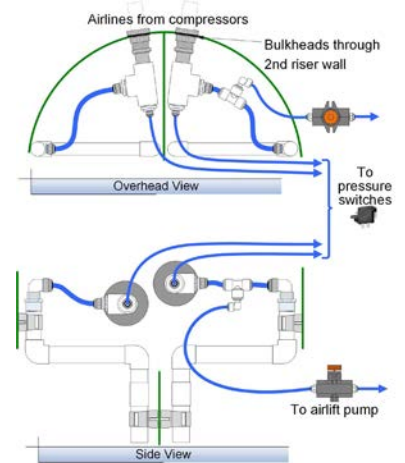 Airlines from compressors
Bulkheads through
2nd riser wall
Overhead View
To
pressure
switches
To airlift pump
Side View